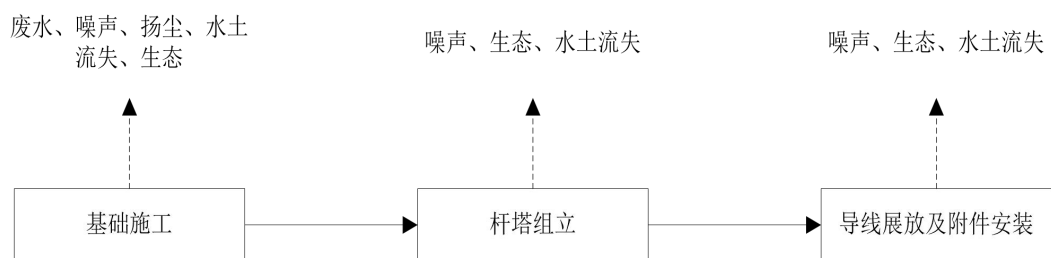 废水、噪声、扬尘、水土
流失、生态
噪声、生态、水土流失
噪声、生态、水土流失
基础施工
杆塔组立
导线展放及附件安装